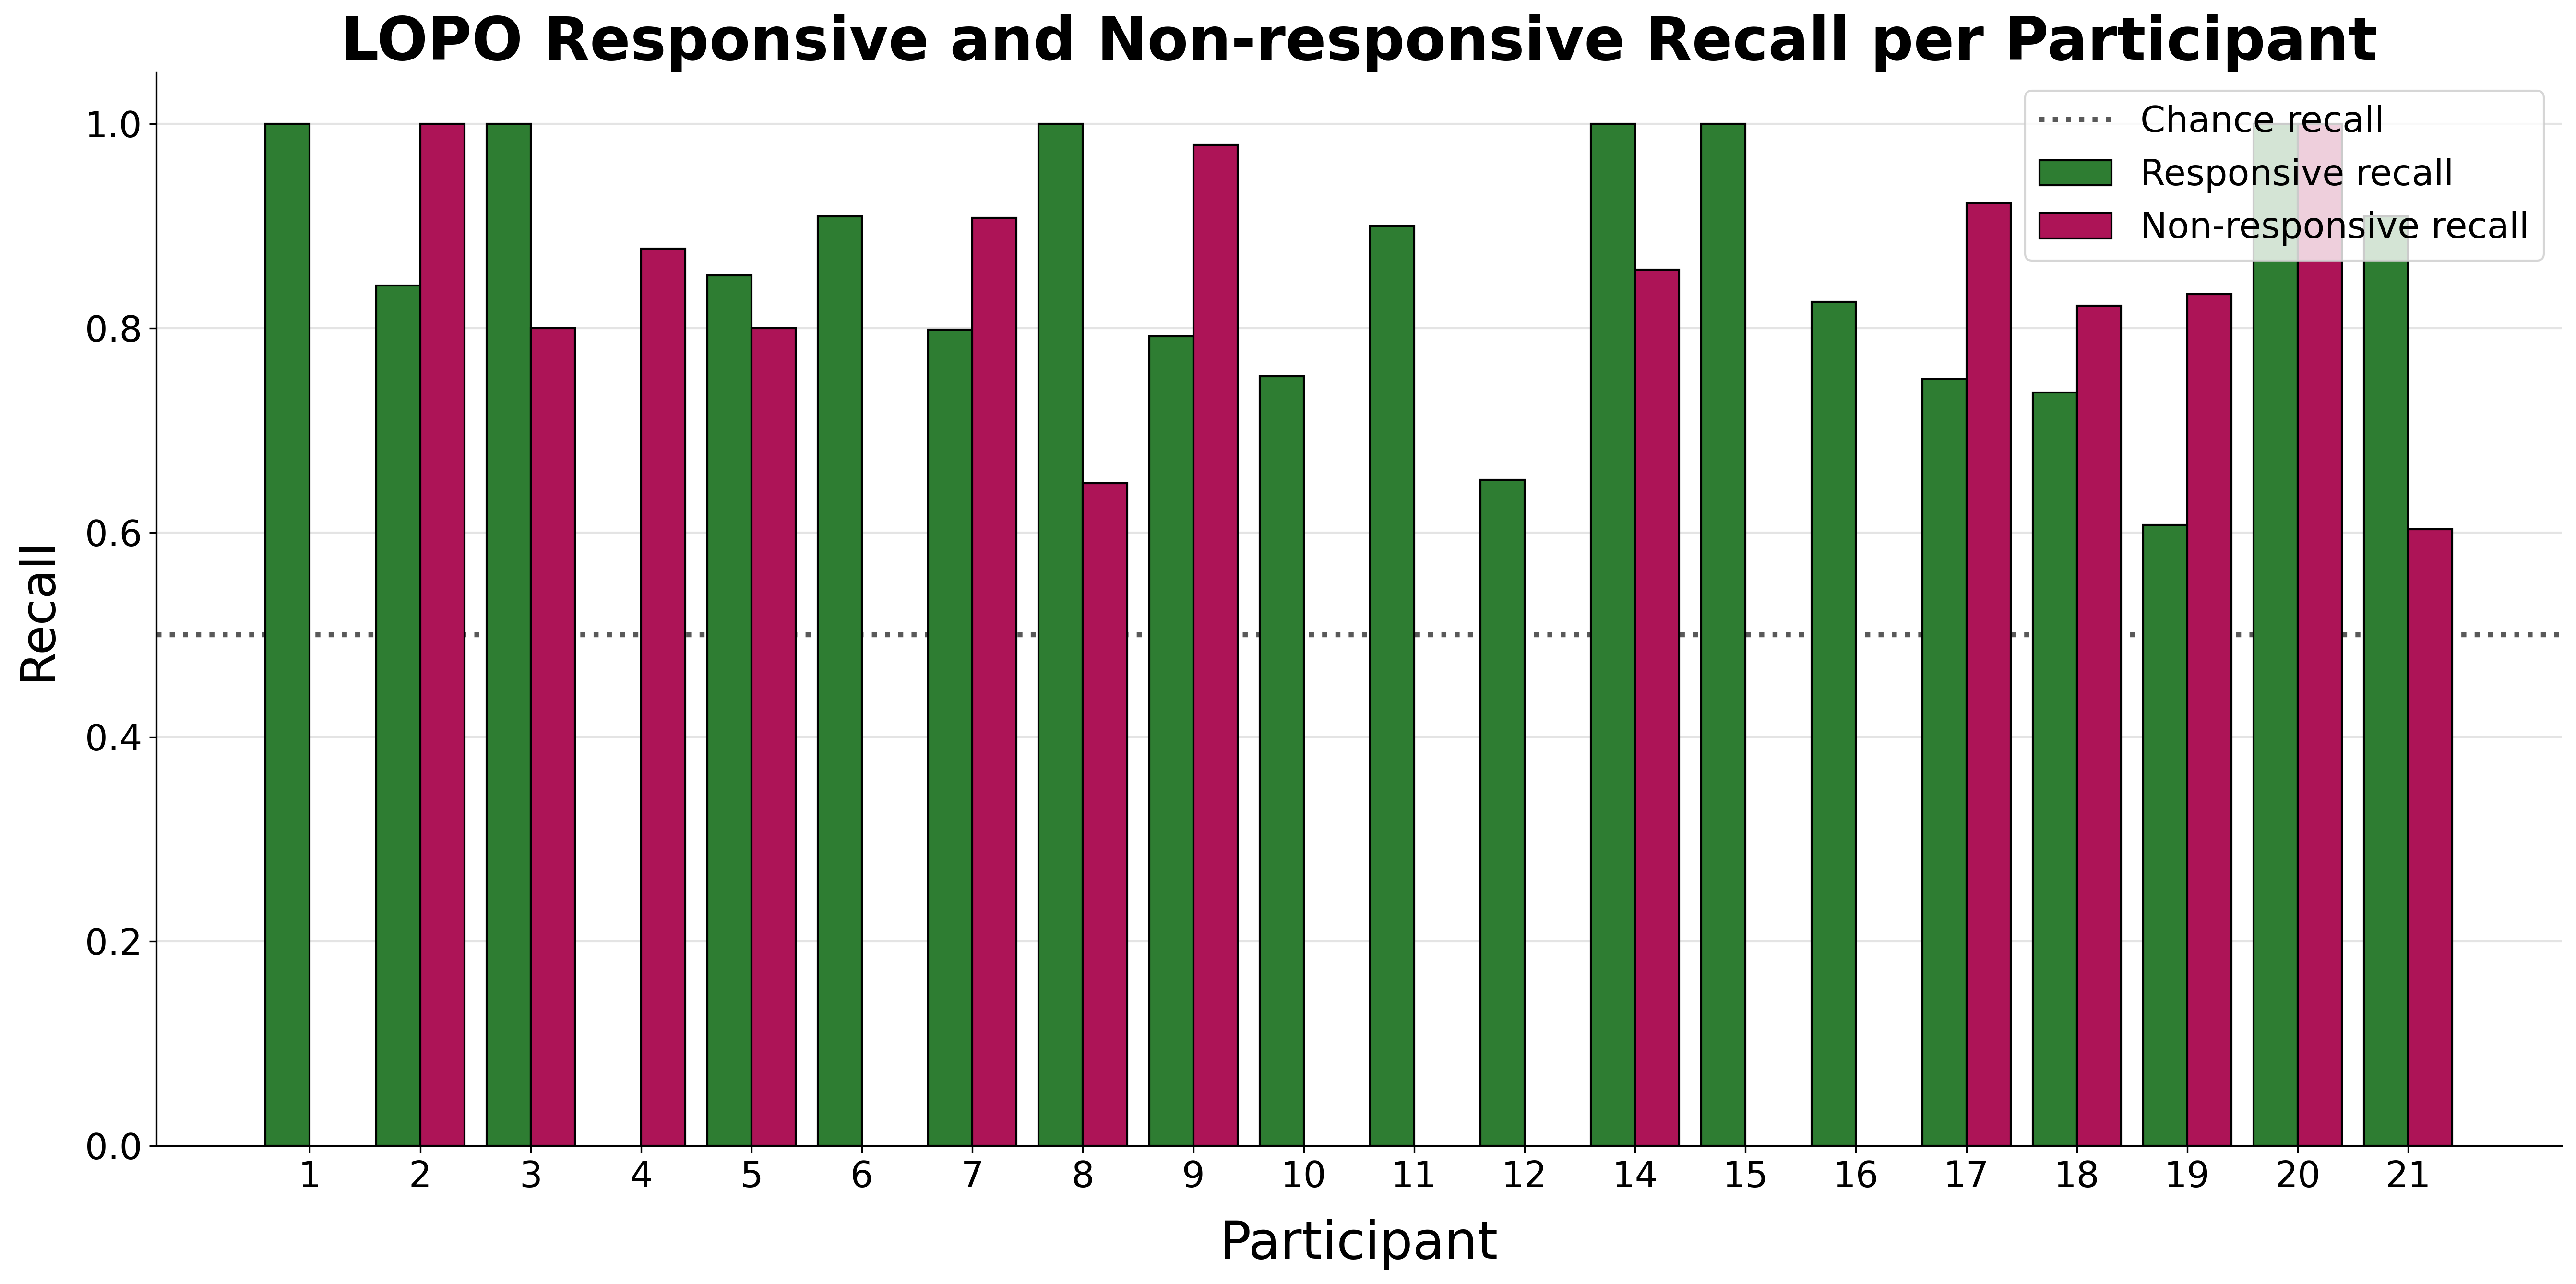 LOPO Responsive and Non-responsive Recall per Participant
Chance recall
Responsive recall
Non-responsive recall
Recall
1.0
0.8
0.6
0.4
0.2
0.0
1 2 3 4 5 6 7 8 9 10 11 12 14 15 16 17 18 19 20 21
Participant